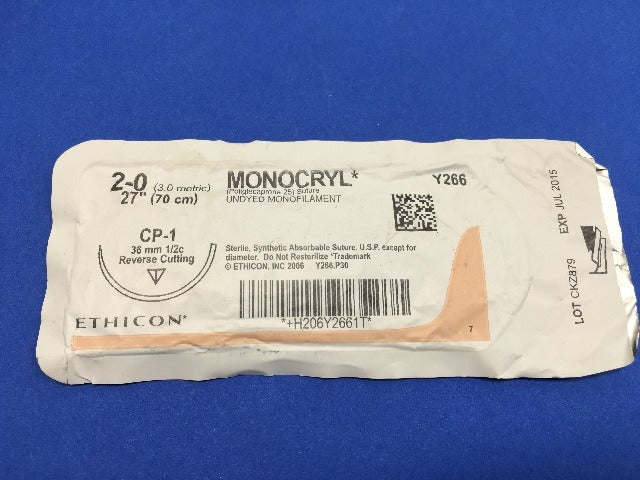 2-0 (3.0 metric)
27" (70 cm)
MONOCRYL*
(Poliglecaprone 25) Suture
UNDYED MONOFILAMENT
Y266
CP-1
36 mm 1/2c
Reverse Cutting
Sterile, Synthetic Absorbable Suture, U.S.P. except for
diameter. Do Not Resterilize *Trademark
© ETHICON, INC 2006 Y266.P30
ETHICON*
*+H206Y2661T*
7
LOT CKZ879 EXP JUL 2015